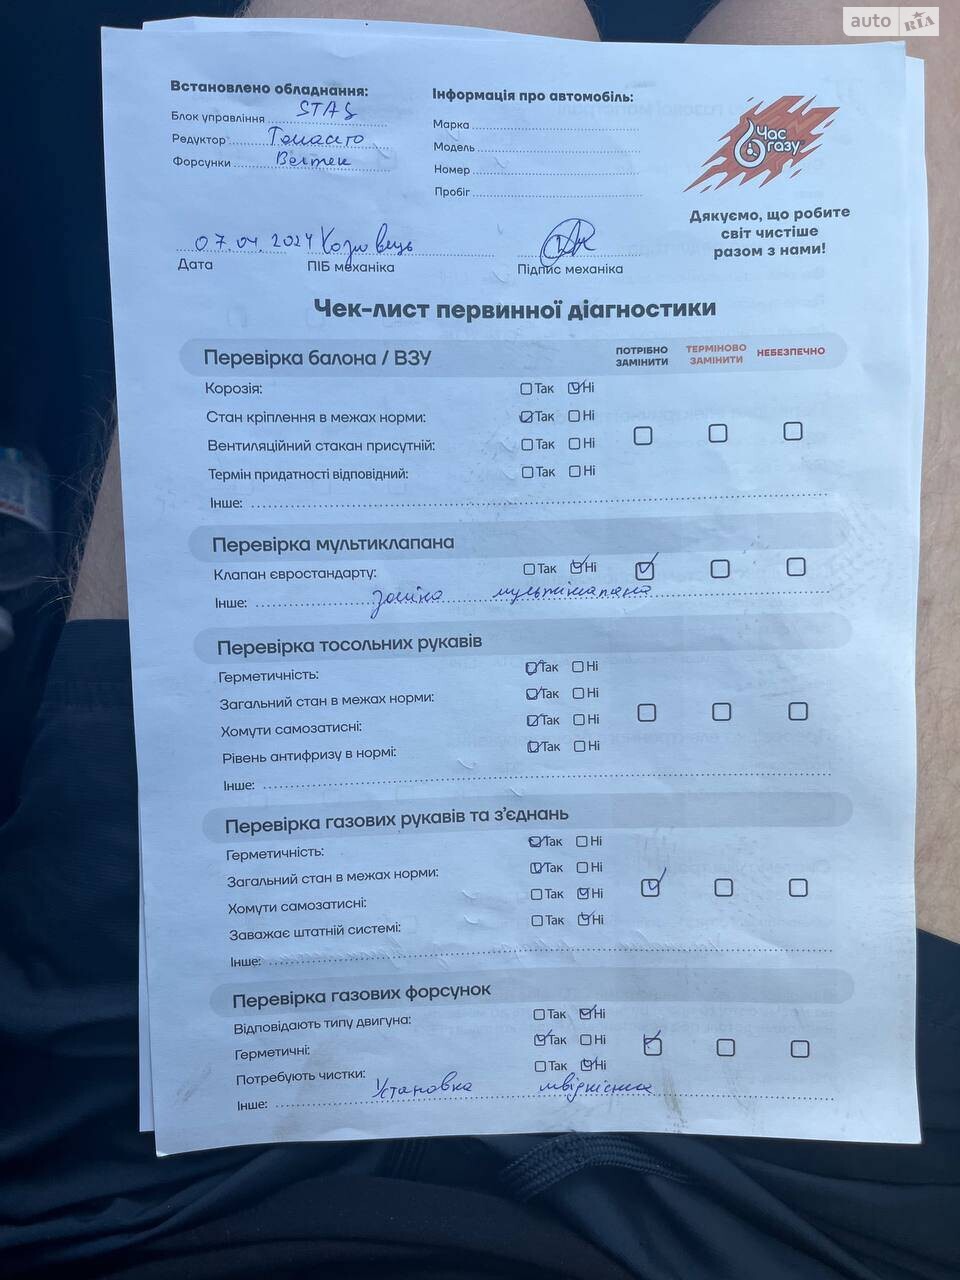 auto RIA
Встановлено обладнання:
Блок управління STAG
Редуктор Томасето
Форсунки Валтек
Інформація про автомобіль:
Марка
Модель
Номер
Пробіг
Час газу
Дякуємо, що робите
світ чистіше
разом з нами!
07.04.2024
Дата
ПІБ механіка
Підпис механіка
Чек-лист первинної діагностики
Перевірка балона / ВЗУ ПОТРІБНО ЗАМІНИТИ ТЕРМІНОВО ЗАМІНИТИ НЕБЕЗПЕЧНО
Корозія: Так Ні
Стан кріплення в межах норми: Так Ні
Вентиляційний стакан присутній: Так Ні
Термін придатності відповідний: Так Ні
Інше:
Перевірка мультиклапана
Клапан євростандарту: Так Ні
Інше: заміна мультіклапана
Перевірка тосольних рукавів
Герметичність: Так Ні
Загальний стан в межах норми: Так Ні
Хомути самозатисні: Так Ні
Рівень антифризу в нормі: Так Ні
Інше:
Перевірка газових рукавів та з'єднань
Герметичність: Так Ні
Загальний стан в межах норми: Так Ні
Хомути самозатисні: Так Ні
Заважає штатній системі: Так Ні
Інше:
Перевірка газових форсунок
Відповідають типу двигуна: Так Ні
Герметичні: Так Ні
Потребують чистки: Так Ні
Інше: Установка